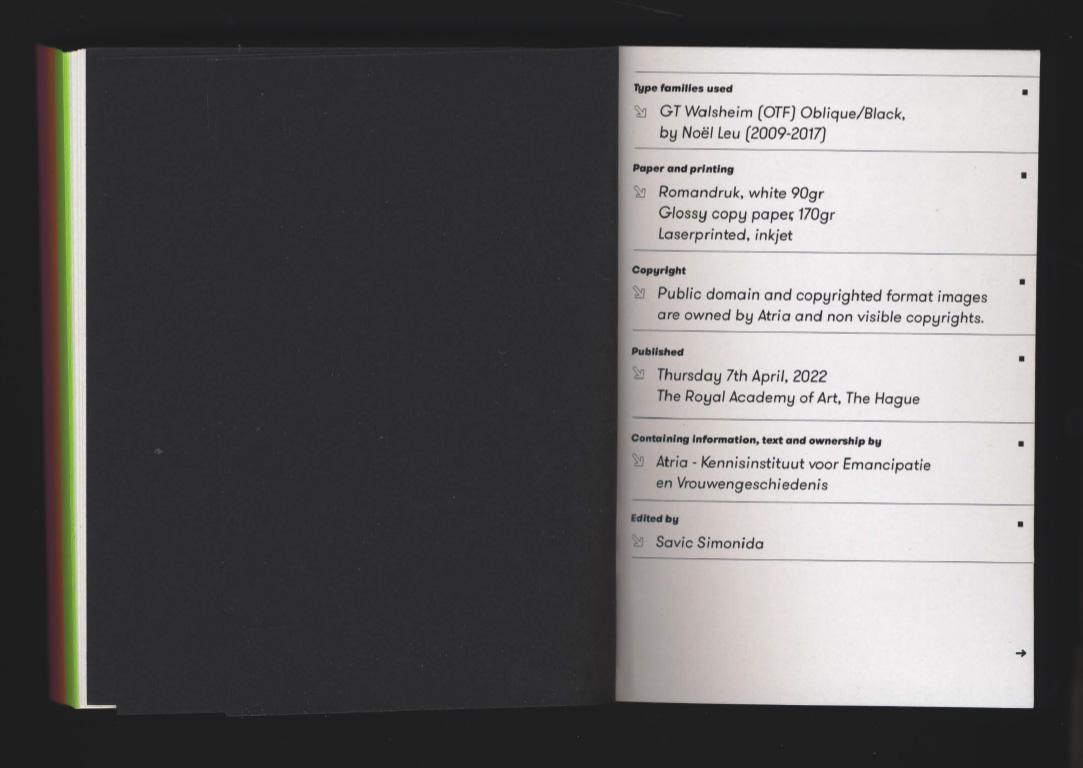 Type families used
GT Walsheim (OTF) Oblique/Black,
by Noël Leu (2009-2017)
Paper and printing
Romandruk, white 90gr
Glossy copy paper, 170gr
Laserprinted, inkjet
Copyright
Public domain and copyrighted format images
are owned by Atria and non visible copyrights.
Published
Thursday 7th April, 2022
The Royal Academy of Art, The Hague
Containing information, text and ownership by
Atria - Kennisinstituut voor Emancipatie
en Vrouwengeschiedenis
Edited by
Savic Simonida